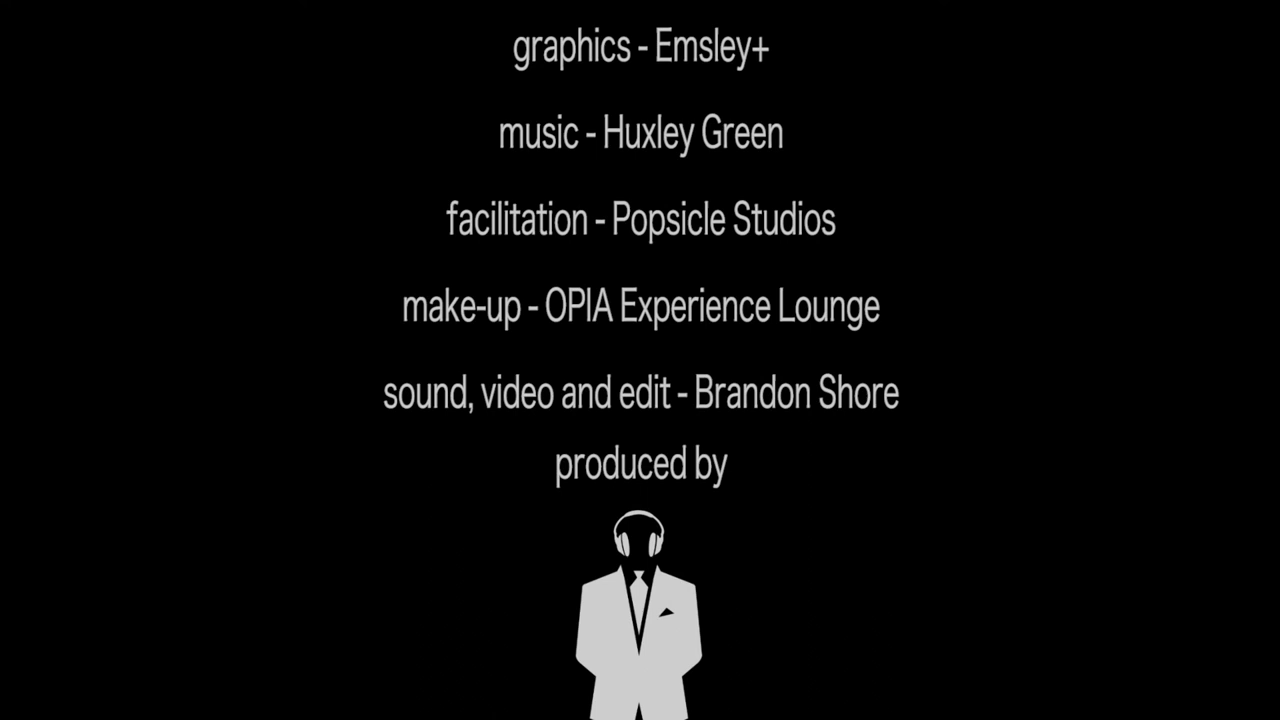 graphics - Emsley+
music - Huxley Green
facilitation - Popsicle Studios
make-up - OPIA Experience Lounge
sound, video and edit - Brandon Shore
produced by